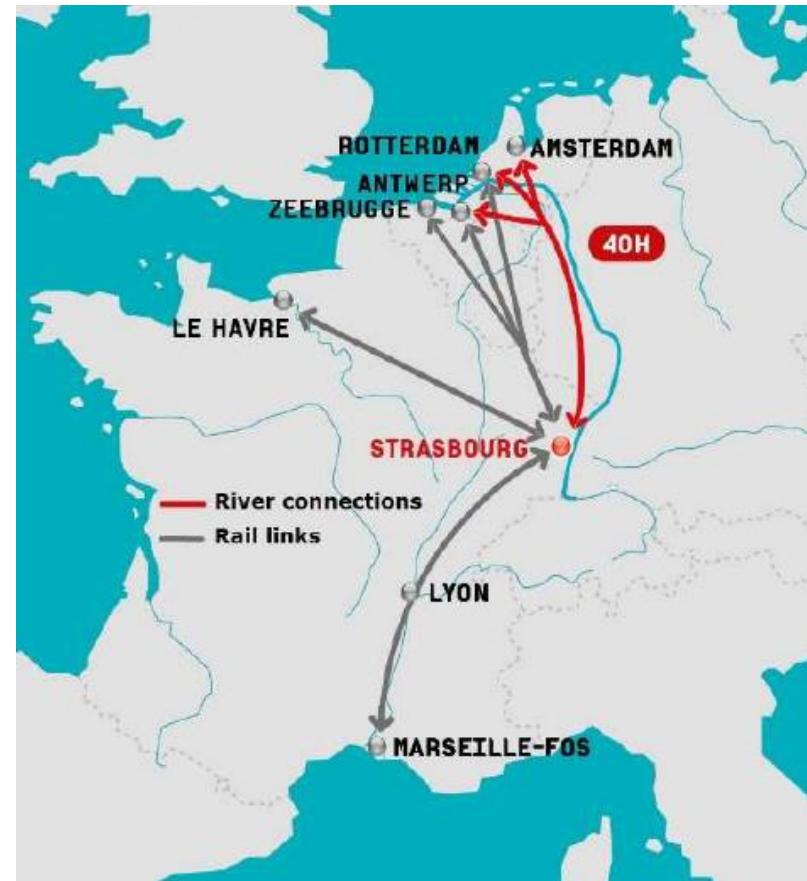 ROTTERDAM
AMSTERDAM
ANTWERP
ZEEBRUGGE
40H
LE HAVRE
STRASBOURG
River connections
Rail links
LYON
MARSEILLE-FOS